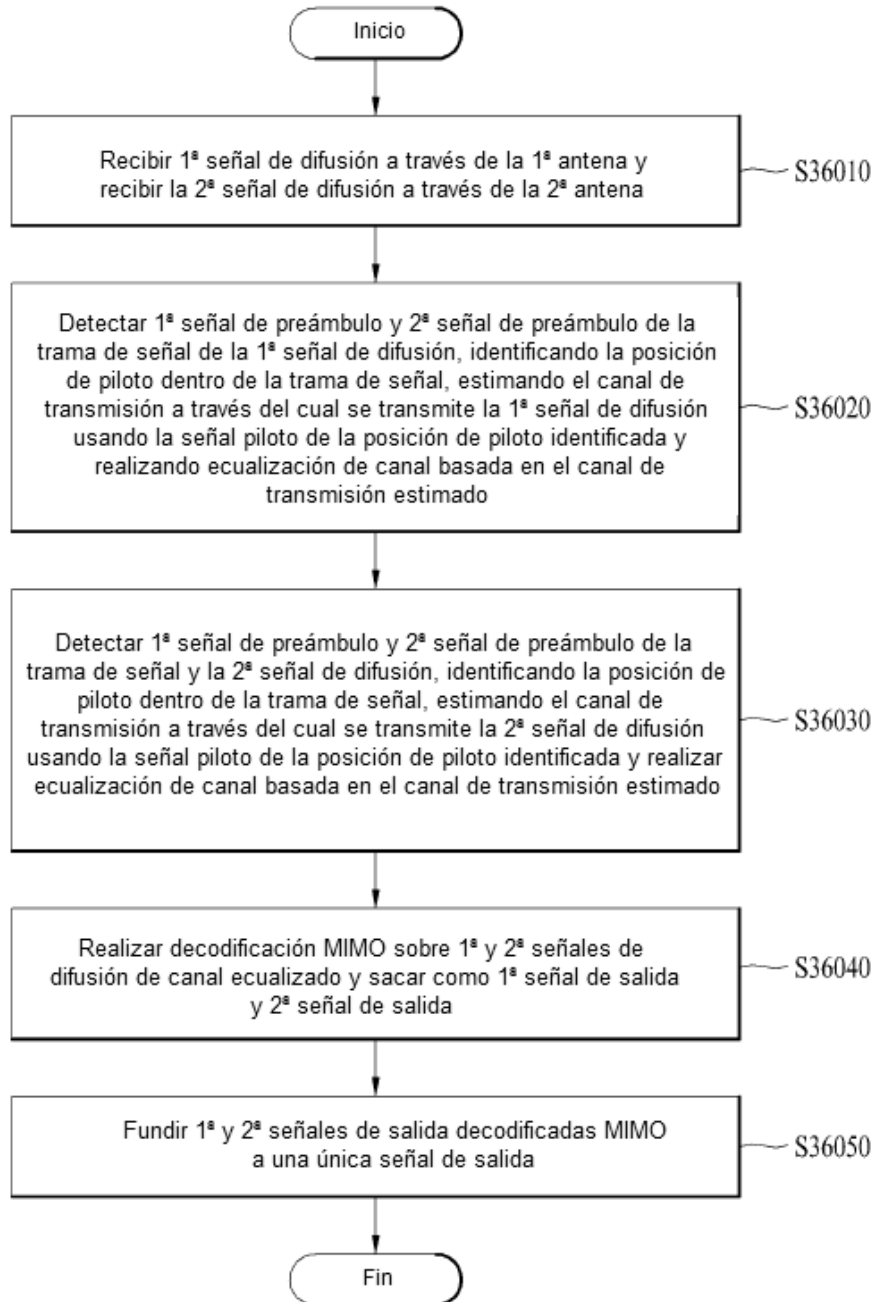 Inicio
Recibir 1ª señal de difusión a través de la 1ª antena y
recibir la 2ª señal de difusión a través de la 2ª antena
S36010
Detectar 1ª señal de preámbulo y 2ª señal de preámbulo de la
trama de señal de la 1ª señal de difusión, identificando la posición
de piloto dentro de la trama de señal, estimando el canal de
transmisión a través del cual se transmite la 1ª señal de difusión
usando la señal piloto de la posición de piloto identificada y
realizando ecualización de canal basada en el canal de
transmisión estimado
S36020
Detectar 1ª señal de preámbulo y 2ª señal de preámbulo de la
trama de señal y la 2ª señal de difusión, identificando la posición de
piloto dentro de la trama de señal, estimando el canal de
transmisión a través del cual se transmite la 2ª señal de difusión
usando la señal piloto de la posición de piloto identificada y realizar
ecualización de canal basada en el canal de transmisión estimado
S36030
Realizar decodificación MIMO sobre 1ª y 2ª señales de
difusión de canal ecualizado y sacar como 1ª señal de salida
y 2ª señal de salida
S36040
Fundir 1ª y 2ª señales de salida decodificadas MIMO
a una única señal de salida
S36050
Fin